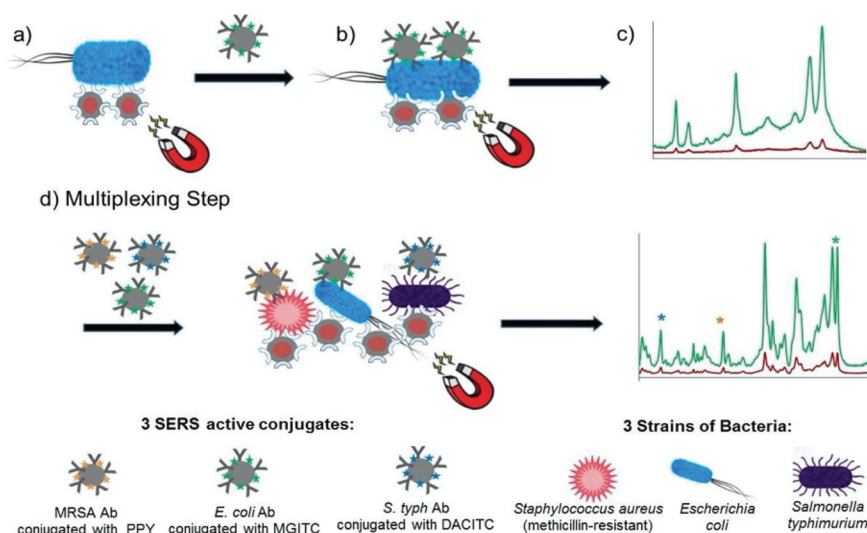 a)
b)
c)
d) Multiplexing Step
*
*
*
3 SERS active conjugates:
3 Strains of Bacteria:
MRSA Ab
conjugated with PPY
E. coli Ab
conjugated with MGITC
S. typh Ab
conjugated with DACITC
Staphylococcus aureus
(methicillin-resistant)
Escherichia
coli
Salmonella
typhimurium